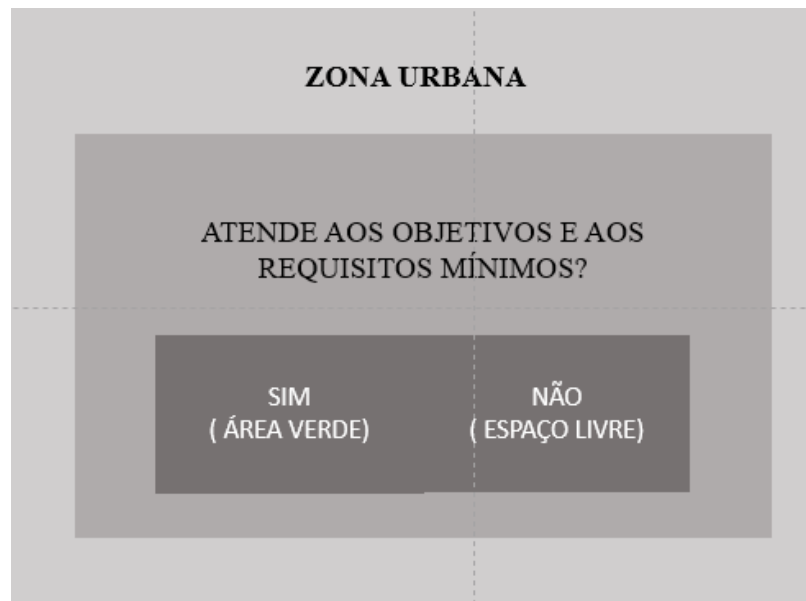 ZONA URBANA
ATENDE AOS OBJETIVOS E AOS
REQUISITOS MÍNIMOS?
SIM
( ÁREA VERDE)
NÃO
( ESPAÇO LIVRE)